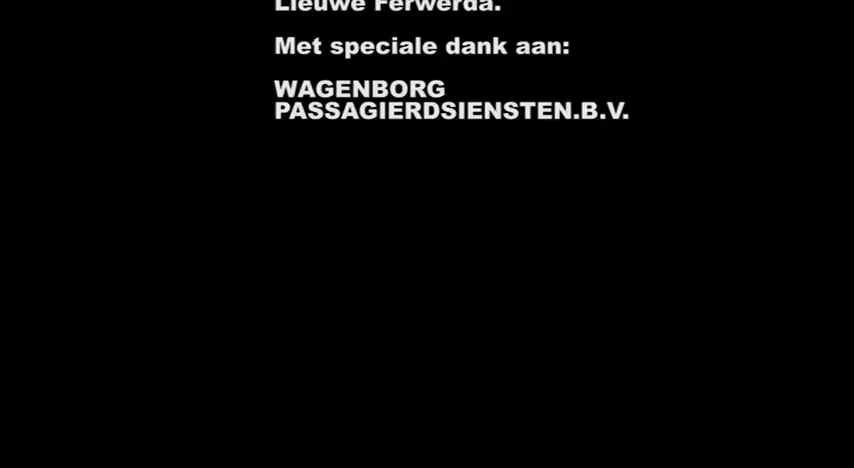 Lieuwe Ferwerda.
Met speciale dank aan:
WAGENBORG
PASSAGIERDSIENSTEN.B.V.